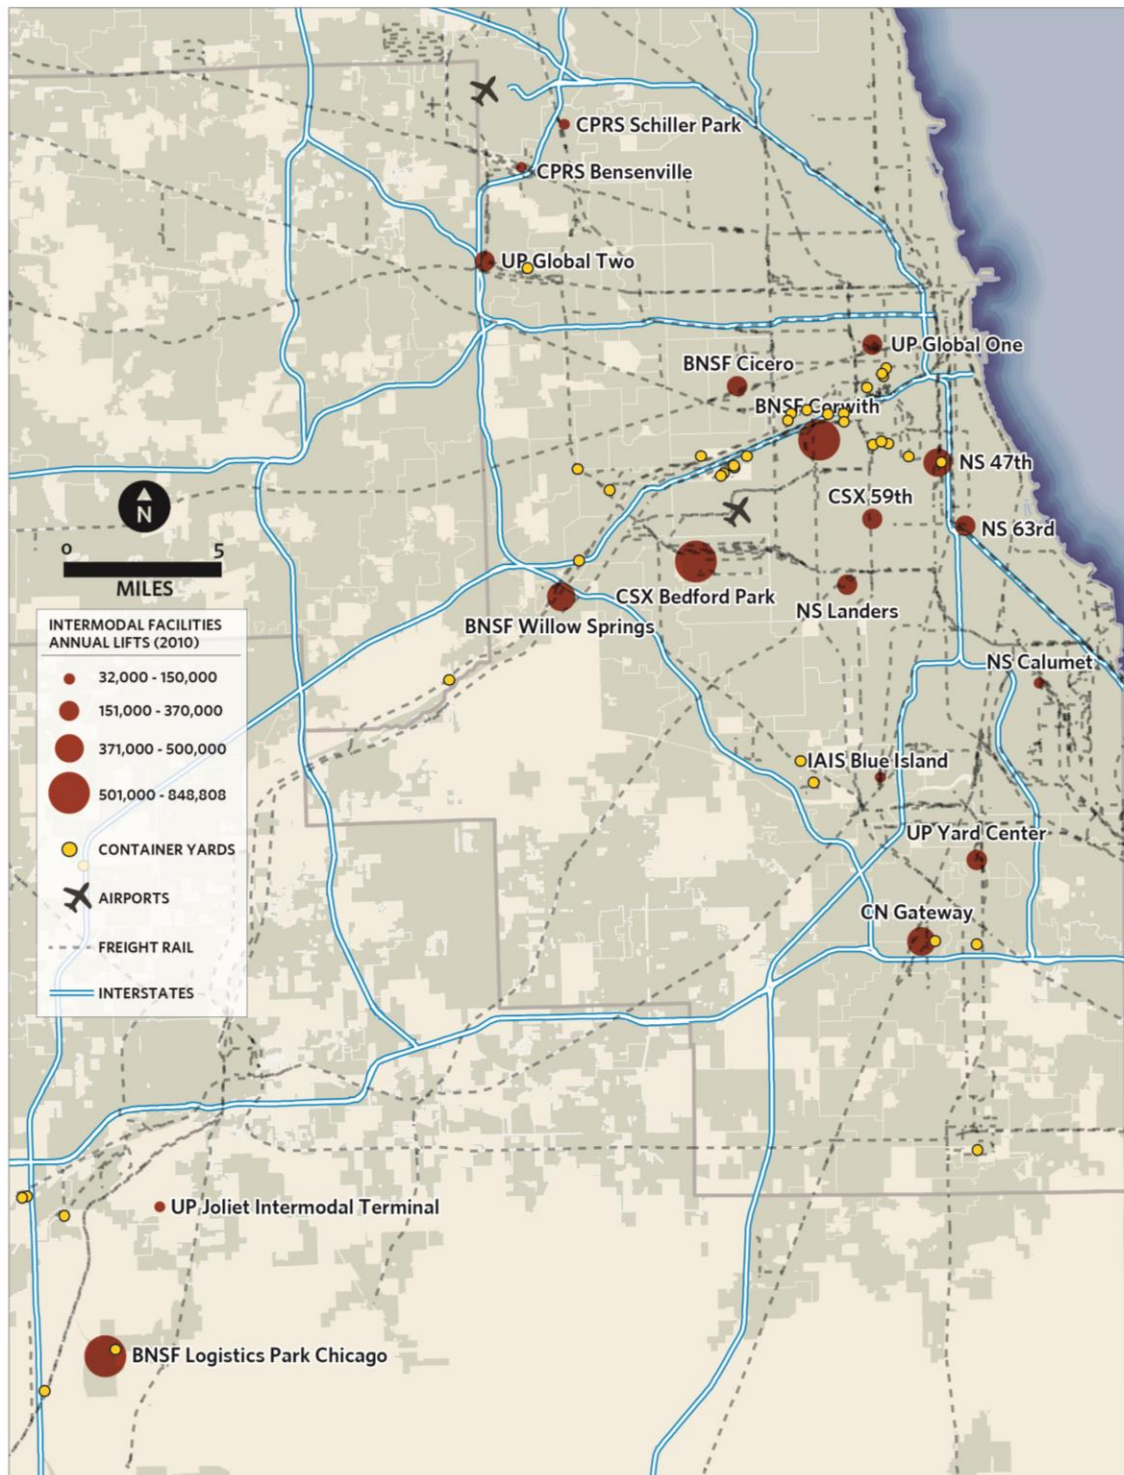 CPRS Schiller Park
CPRS Bensenville
UP Global Two
UP Global One
BNSF Cicero
BNSF Corwith
NS 47th
CSX 59th
N
NS 63rd
0 5
MILES
CSX Bedford Park
NS Landers
BNSF Willow Springs
INTERMODAL FACILITIES
ANNUAL LIFTS (2010)
32,000 - 150,000
151,000 - 370,000
371,000 - 500,000
501,000 - 848,808
CONTAINER YARDS
AIRPORTS
FREIGHT RAIL
INTERSTATES
NS Calumet
IAIS Blue Island
UP Yard Center
CN Gateway
UP Joliet Intermodal Terminal
BNSF Logistics Park Chicago